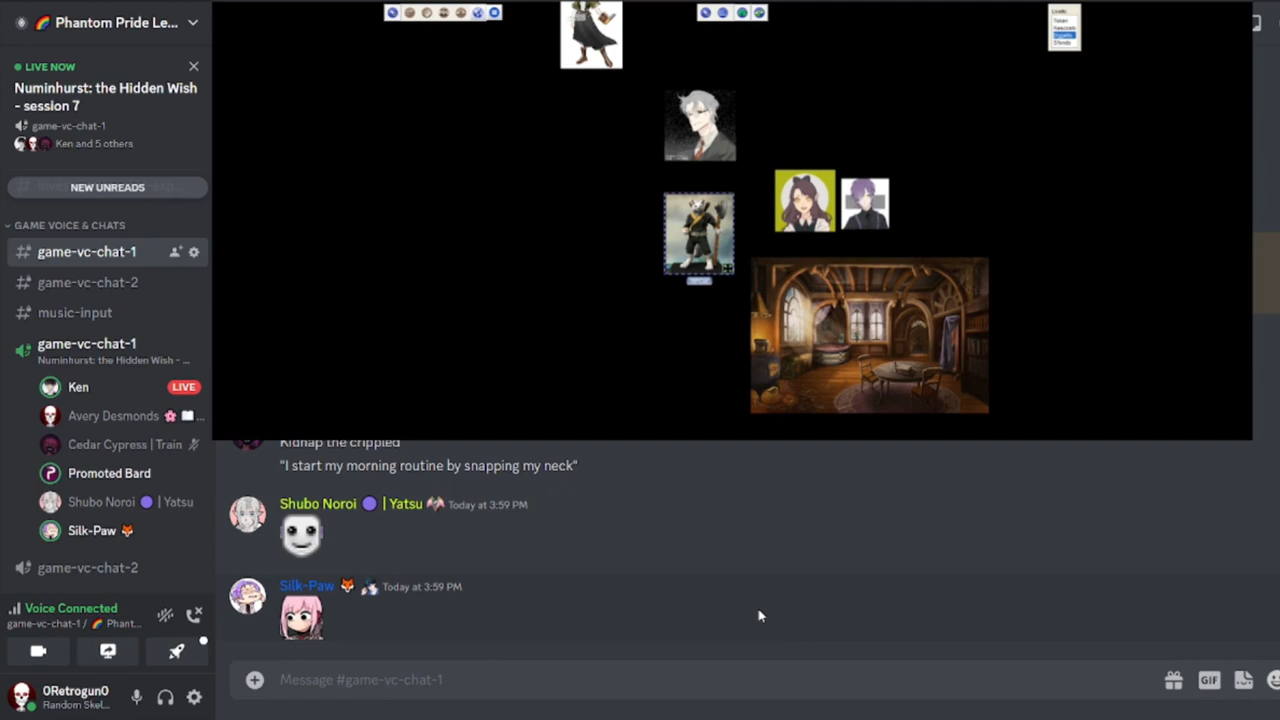 Phantom Pride Le...
LIVE NOW
Numinhurst: the Hidden Wish
- session 7
game-vc-chat-1
Ken and 5 others
NEW UNREADS
GAME VOICE & CHATS
game-vc-chat-1
game-vc-chat-2
music-input
game-vc-chat-1
Numinhurst: the Hidden Wish - ...
Ken
LIVE
Avery Desmonds ...
Cedar Cypress | Train
Promoted Bard
Shubo Noroi | Yatsu
Silk-Paw
game-vc-chat-2
Voice Connected
game-vc-chat-1 / Phant...
0Retrogun0
Random Skel...
Kidnap the crippled
"I start my morning routine by snapping my neck"
Shubo Noroi | Yatsu Today at 3:59 PM
Silk-Paw Today at 3:59 PM
Message #game-vc-chat-1
GIF